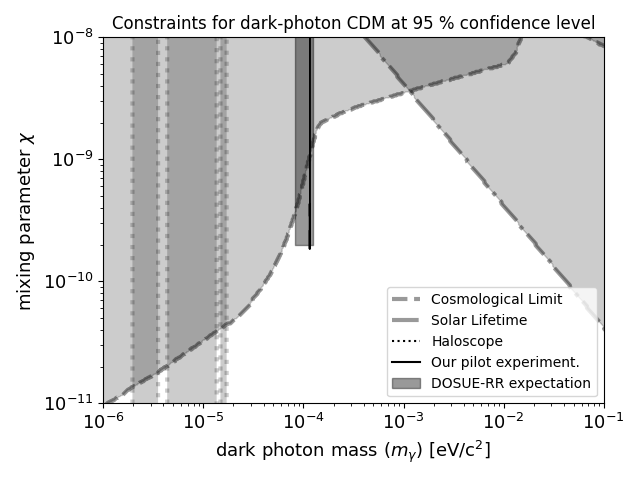 Constraints for dark-photon CDM at 95 % confidence level
mixing parameter χ
10⁻⁸
10⁻⁹
10⁻¹⁰
10⁻¹¹
Cosmological Limit
Solar Lifetime
Haloscope
Our pilot experiment.
DOSUE-RR expectation
10⁻⁶ 10⁻⁵ 10⁻⁴ 10⁻³ 10⁻² 10⁻¹
dark photon mass (mᵧ) [eV/c²]